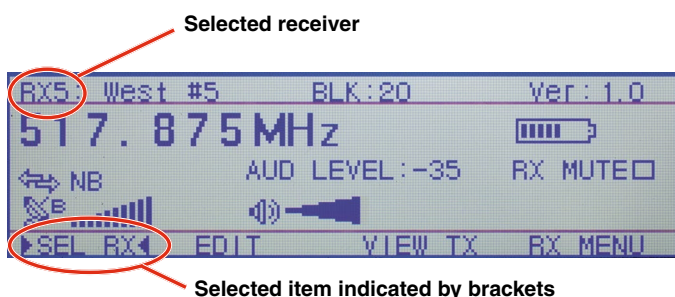 Selected receiver
RX5: West #5 BLK:20 Ver: 1.0
517.875MHz
NB AUD LEVEL:-35 RX MUTE
B
SEL RX EDIT VIEW TX RX MENU
Selected item indicated by brackets